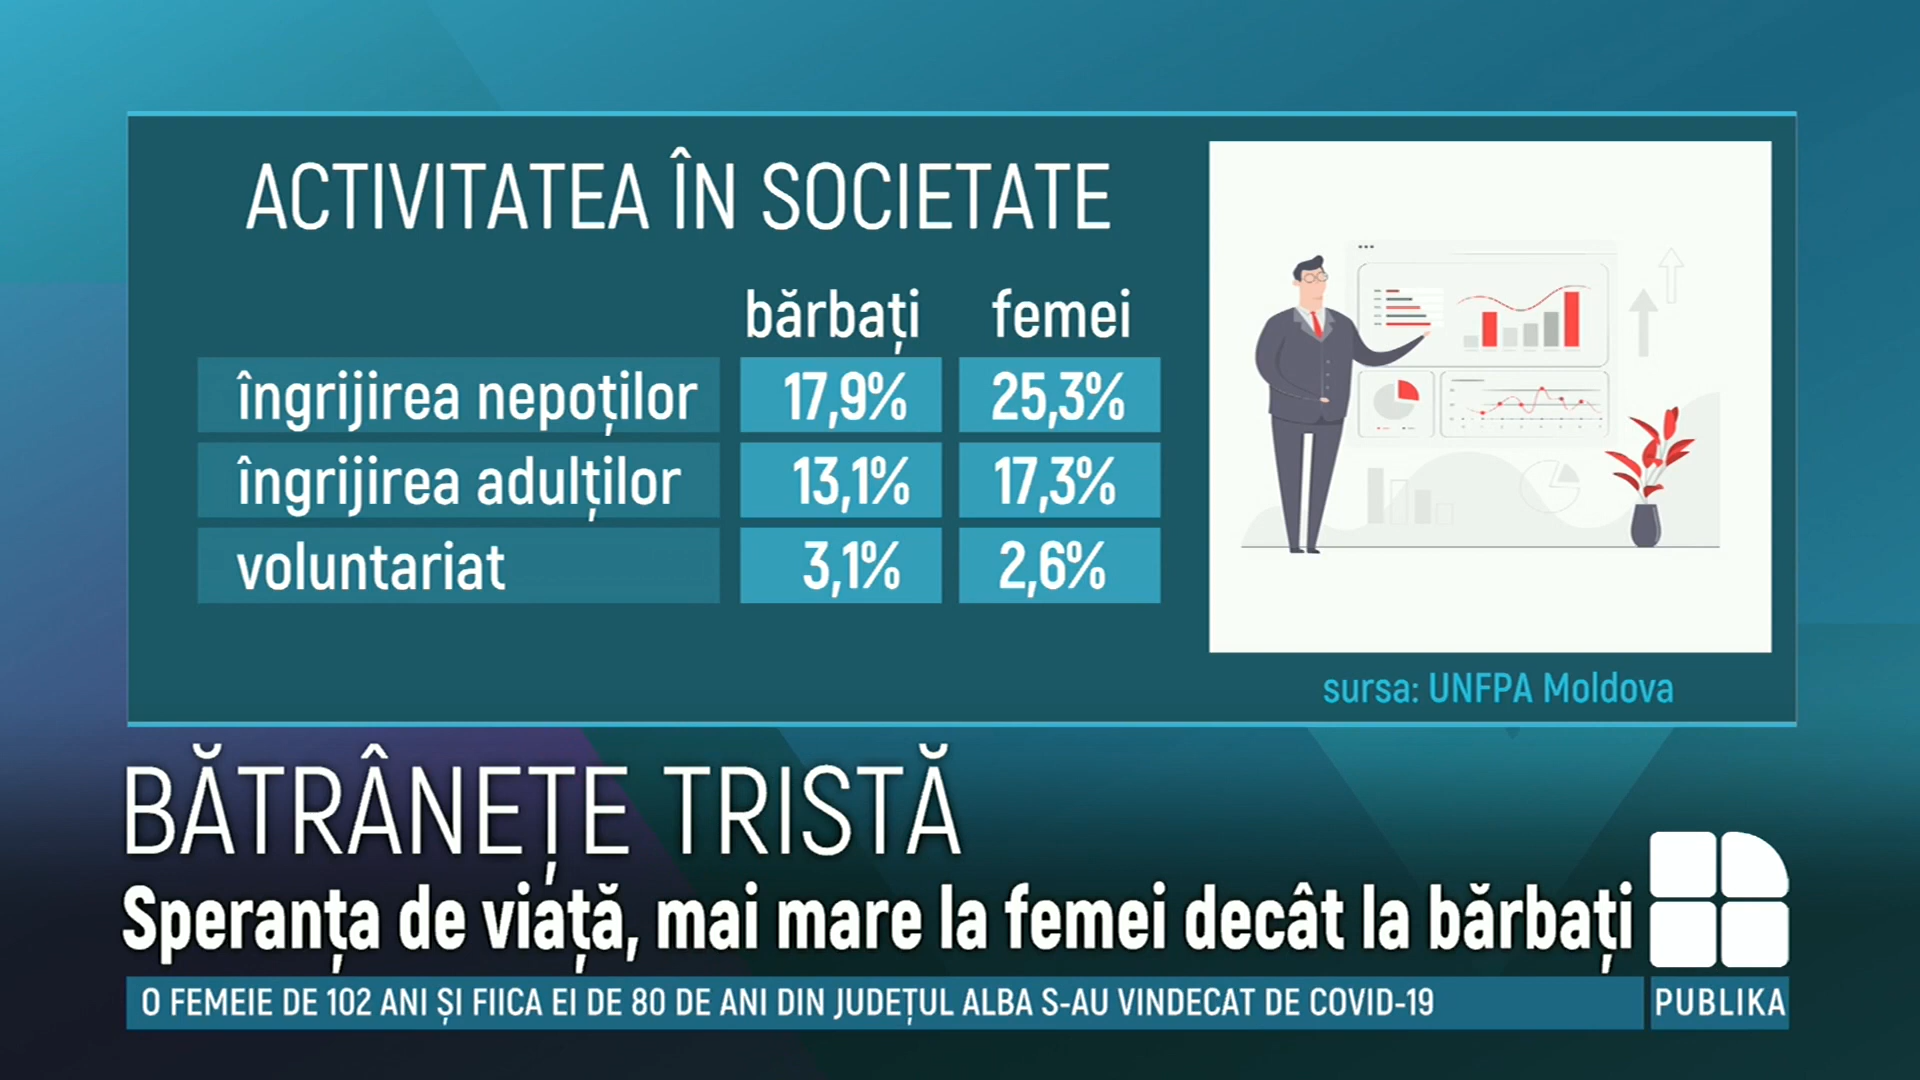 ACTIVITATEA ÎN SOCIETATE
bărbați femei
îngrijirea nepoților 17,9% 25,3%
îngrijirea adulților 13,1% 17,3%
voluntariat 3,1% 2,6%
sursa: UNFPA Moldova
BĂTRÂNEȚE TRISTĂ
Speranța de viață, mai mare la femei decât la bărbați
O FEMEIE DE 102 ANI ȘI FIICA EI DE 80 DE ANI DIN JUDEȚUL ALBA S-AU VINDECAT DE COVID-19
PUBLIKA